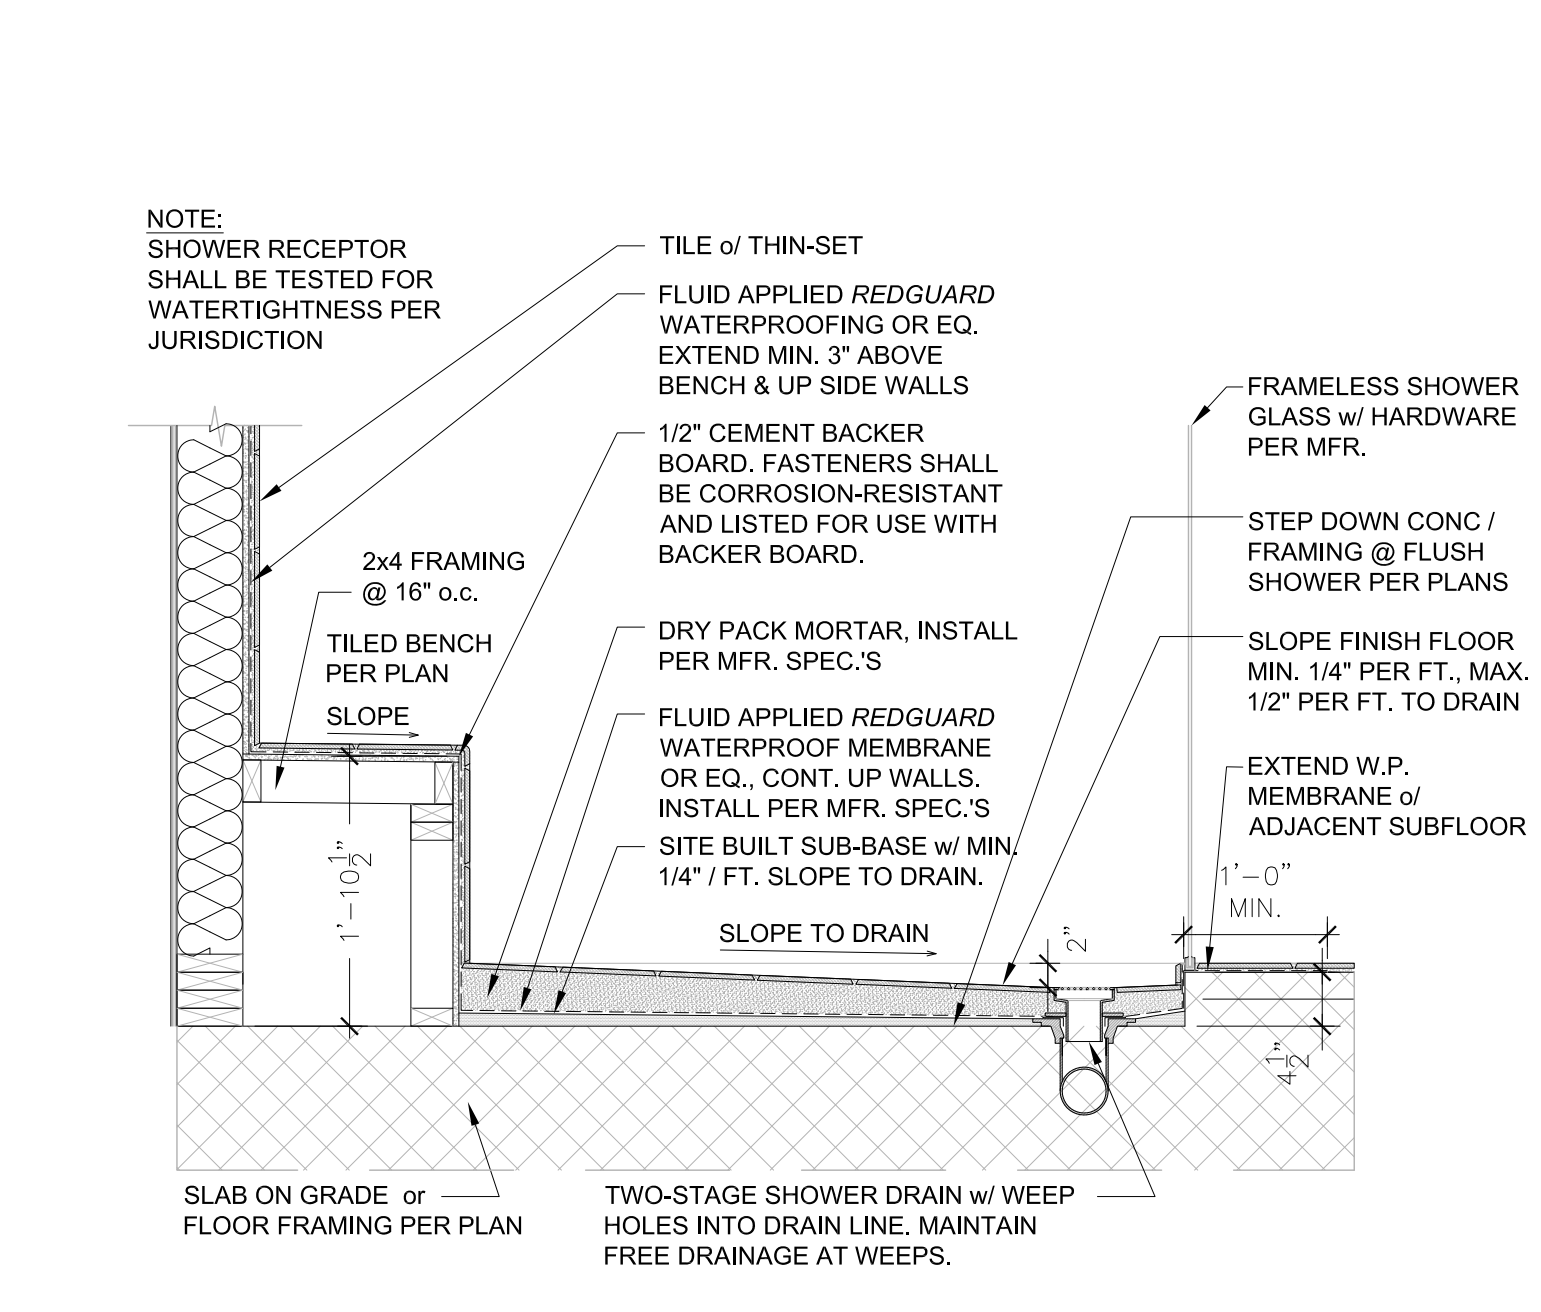 NOTE:
SHOWER RECEPTOR
SHALL BE TESTED FOR
WATERTIGHTNESS PER
JURISDICTION
TILE o/ THIN-SET
FLUID APPLIED REDGUARD
WATERPROOFING OR EQ.
EXTEND MIN. 3" ABOVE
BENCH & UP SIDE WALLS
1/2" CEMENT BACKER
BOARD. FASTENERS SHALL
BE CORROSION-RESISTANT
AND LISTED FOR USE WITH
BACKER BOARD.
2x4 FRAMING
@ 16" o.c.
TILED BENCH
PER PLAN
SLOPE
DRY PACK MORTAR, INSTALL
PER MFR. SPEC.'S
FLUID APPLIED REDGUARD
WATERPROOF MEMBRANE
OR EQ., CONT. UP WALLS.
INSTALL PER MFR. SPEC.'S
SITE BUILT SUB-BASE w/ MIN.
1/4" / FT. SLOPE TO DRAIN.
SLOPE TO DRAIN
FRAMELESS SHOWER
GLASS w/ HARDWARE
PER MFR.
STEP DOWN CONC /
FRAMING @ FLUSH
SHOWER PER PLANS
SLOPE FINISH FLOOR
MIN. 1/4" PER FT., MAX.
1/2" PER FT. TO DRAIN
EXTEND W.P.
MEMBRANE o/
ADJACENT SUBFLOOR
1'-0"
MIN.
2"
1'-10 1/2"
4 1/2"
SLAB ON GRADE or
FLOOR FRAMING PER PLAN
TWO-STAGE SHOWER DRAIN w/ WEEP
HOLES INTO DRAIN LINE. MAINTAIN
FREE DRAINAGE AT WEEPS.